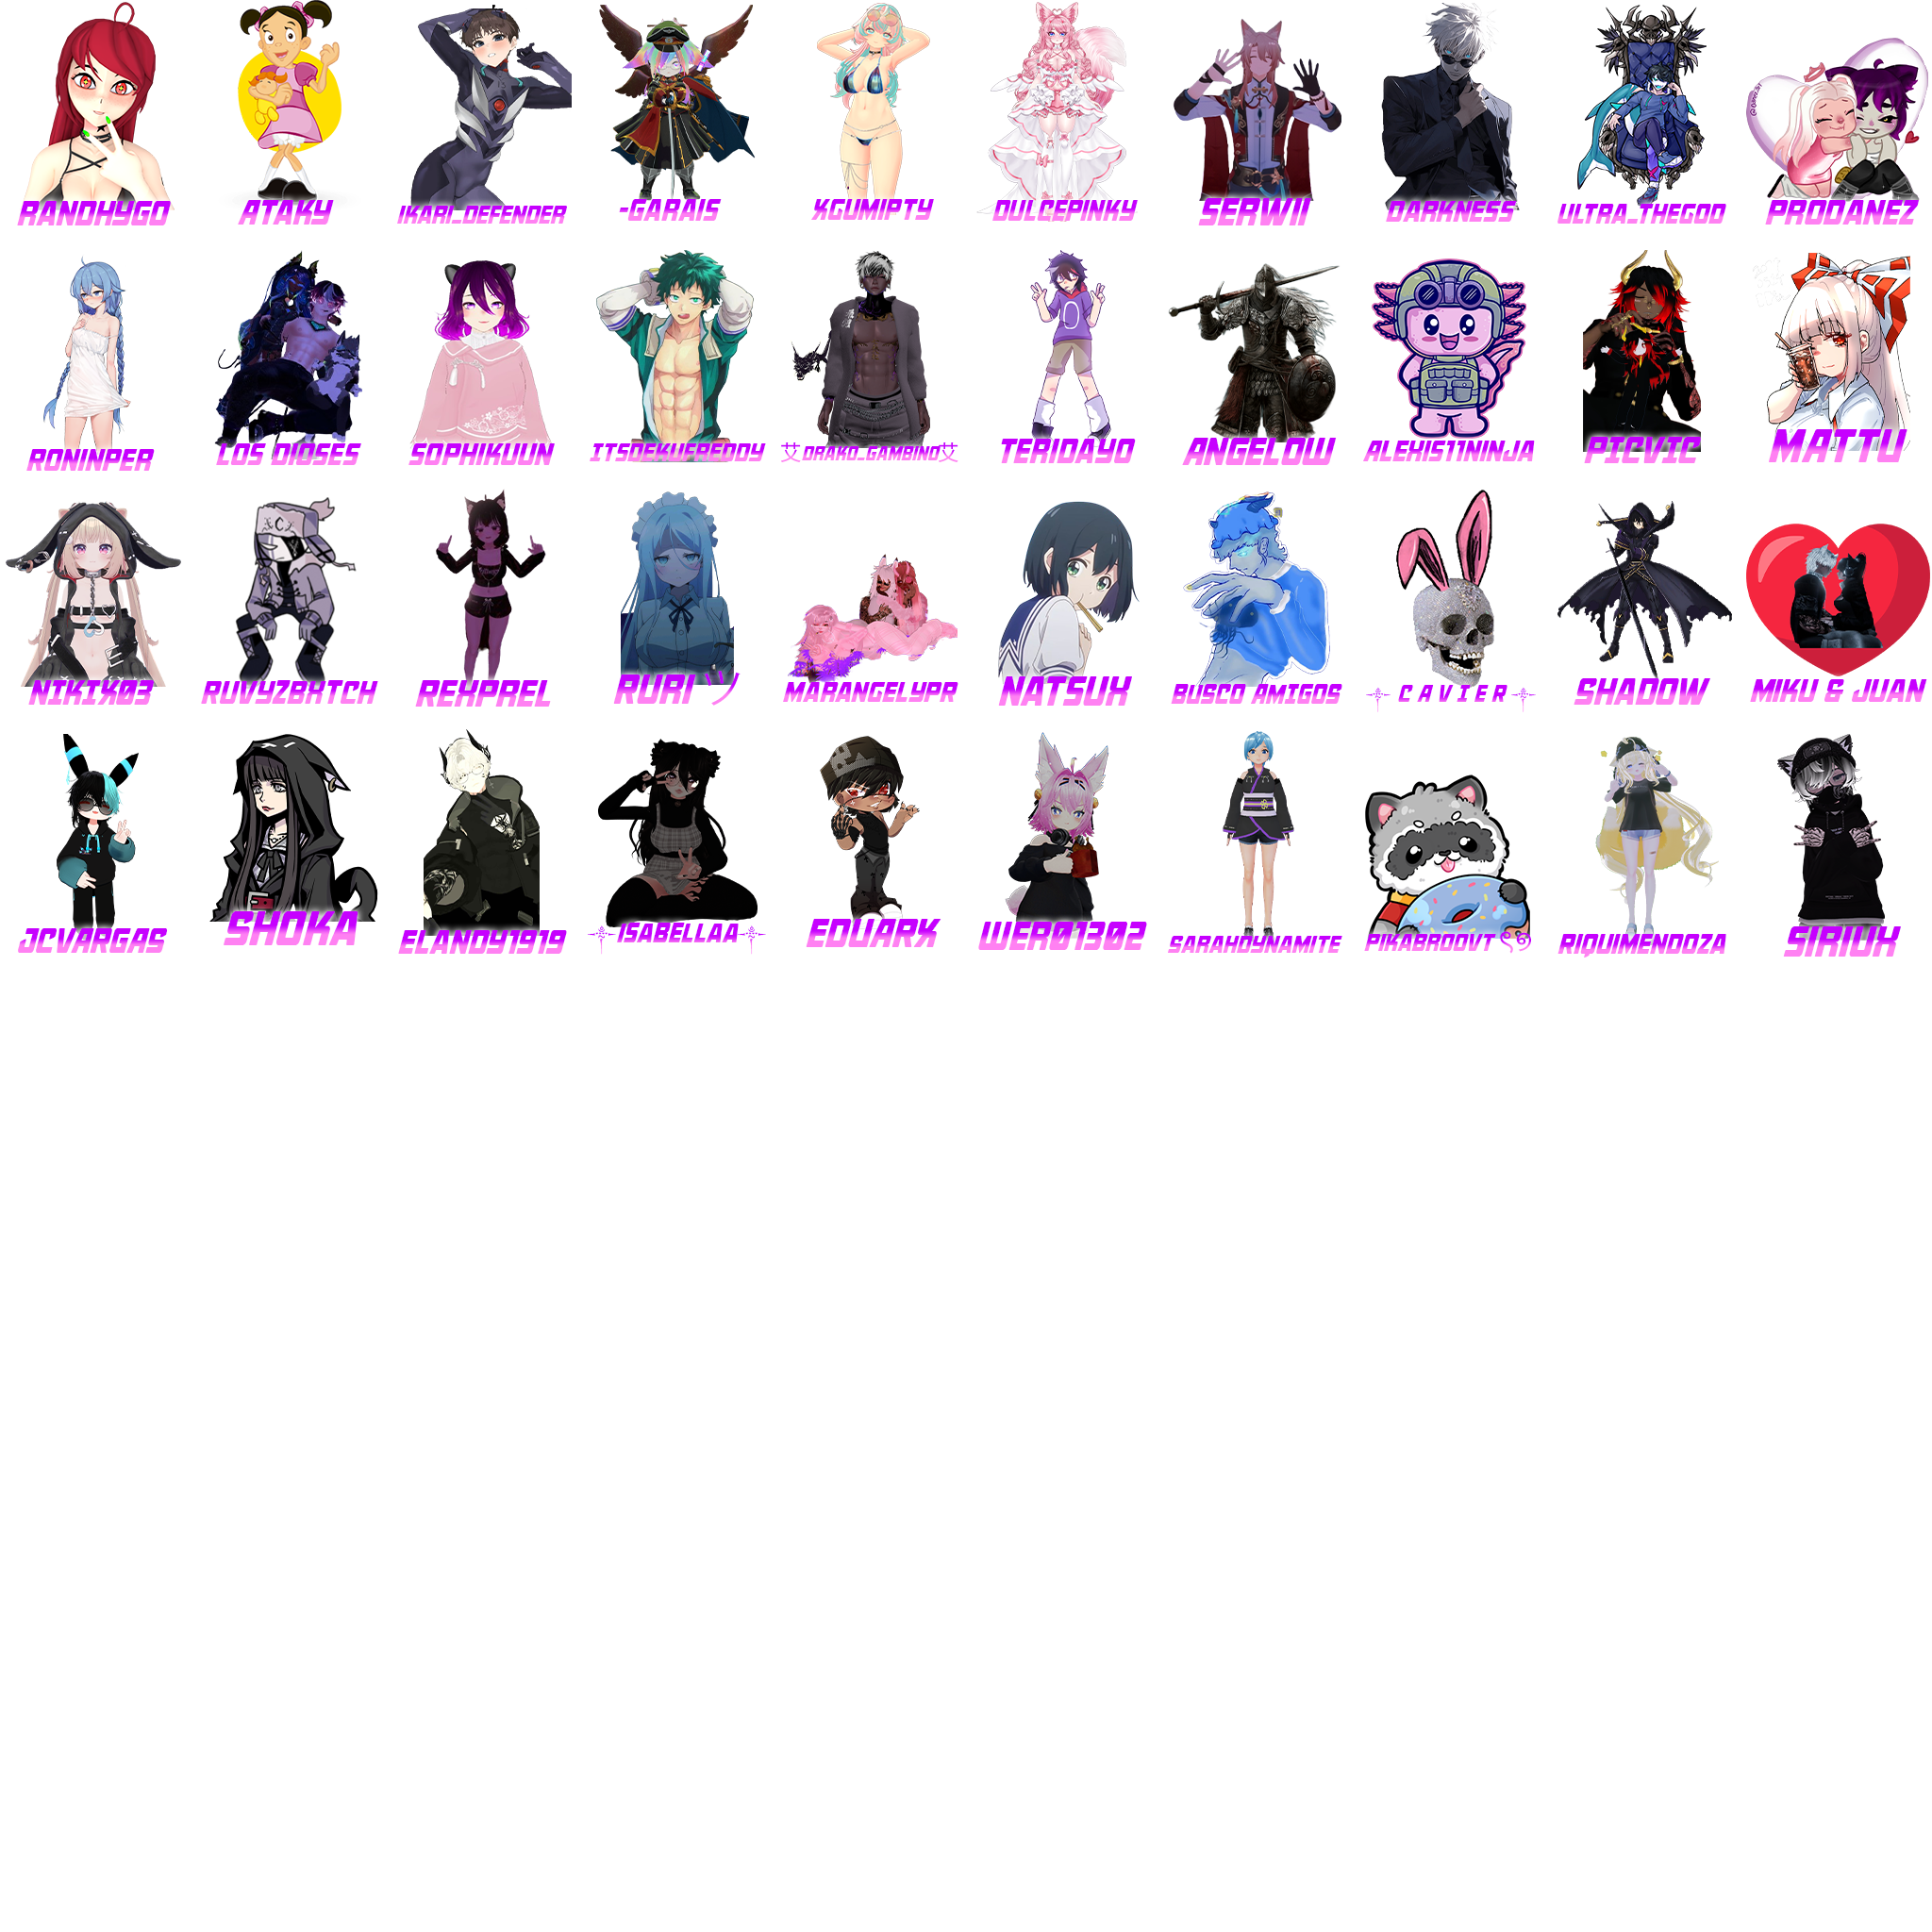 RANDHYGO
ATAKY
IKARI_DEFENDER
-GARAIS
XGUMIPTY
DULCEPINKY
SERWII
DARKNESS
ULTRA_THEGOD
PRODANEZ
RONINPER
LOS DIOSES
SOPHIKUUN
ITSDEKUFREDDY
艾DRAKO_GAMBINO艾
TERIDAYO
ANGELOW
ALEXIS11NINJA
PICVIC
MATTU
NIKIK03
RUVYZBXTCH
REXPREL
RURI ツ
MARANGELYPR
NATSUX
BUSCO AMIGOS
⸸ C A V I E R ⸸
SHADOW
MIKU & JUAN
JCVARGAS
SHOKA
ELANDY1919
⸸ISABELLAA⸸
EDUARK
WER01302
SARAHDYNAMITE
PIKABROOVT
RIQUIMENDOZA
SIRIUX